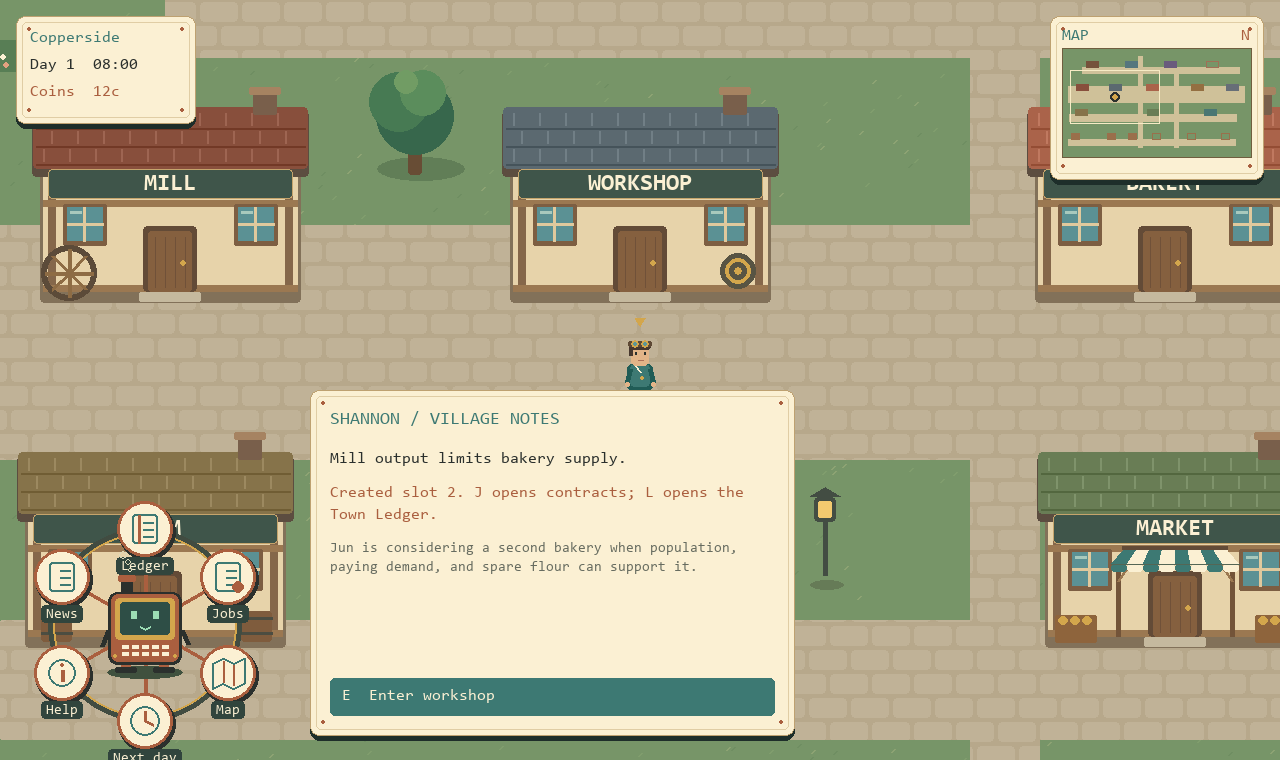 Copperside
Day 1  08:00
Coins  12c
MAP N
MILL
WORKSHOP
BAKERY
SHANNON / VILLAGE NOTES
Mill output limits bakery supply.
Created slot 2. J opens contracts; L opens the
Town Ledger.
Jun is considering a second bakery when population,
paying demand, and spare flour can support it.
E  Enter workshop
MARKET
Ledger
News
Jobs
Help
Map
Next day